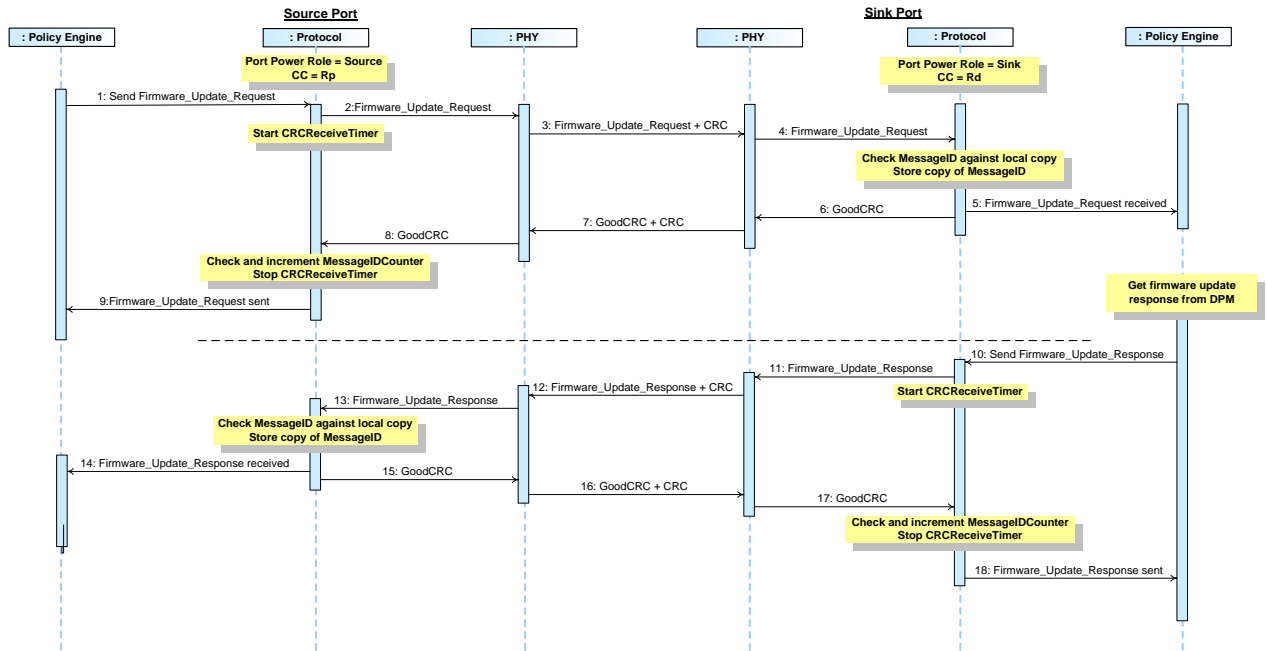 Source Port
Sink Port
: Policy Engine
: Protocol
: PHY
: PHY
: Protocol
: Policy Engine
Port Power Role = Source
CC = Rp
Port Power Role = Sink
CC = Rd
1: Send Firmware_Update_Request
2:Firmware_Update_Request
Start CRCReceiveTimer
3: Firmware_Update_Request + CRC
4: Firmware_Update_Request
Check MessageID against local copy
Store copy of MessageID
5: Firmware_Update_Request received
6: GoodCRC
7: GoodCRC + CRC
8: GoodCRC
Check and increment MessageIDCounter
Stop CRCReceiveTimer
9:Firmware_Update_Request sent
Get firmware update
response from DPM
10: Send Firmware_Update_Response
11: Firmware_Update_Response
Start CRCReceiveTimer
12: Firmware_Update_Response + CRC
13: Firmware_Update_Response
Check MessageID against local copy
Store copy of MessageID
14: Firmware_Update_Response received
15: GoodCRC
16: GoodCRC + CRC
17: GoodCRC
Check and increment MessageIDCounter
Stop CRCReceiveTimer
18: Firmware_Update_Response sent